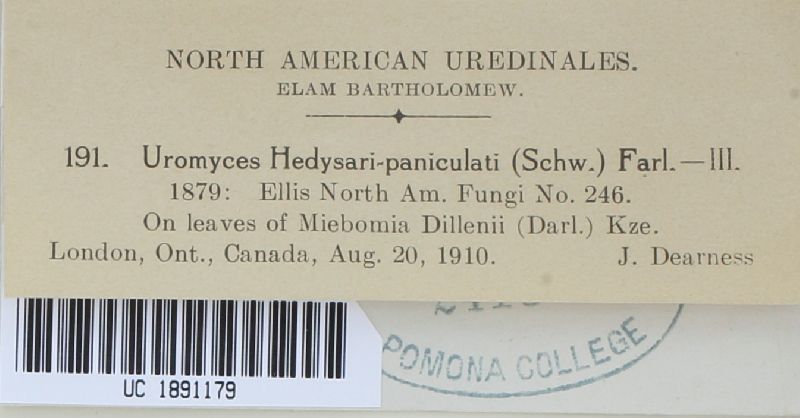 NORTH AMERICAN UREDINALES.
ELAM BARTHOLOMEW.
191. Uromyces Hedysari-paniculati (Schw.) Farl.—III.
1879: Ellis North Am. Fungi No. 246.
On leaves of Miebomia Dillenii (Darl.) Kze.
London, Ont., Canada, Aug. 20, 1910. J. Dearness
POMONA COLLEGE
UC 1891179